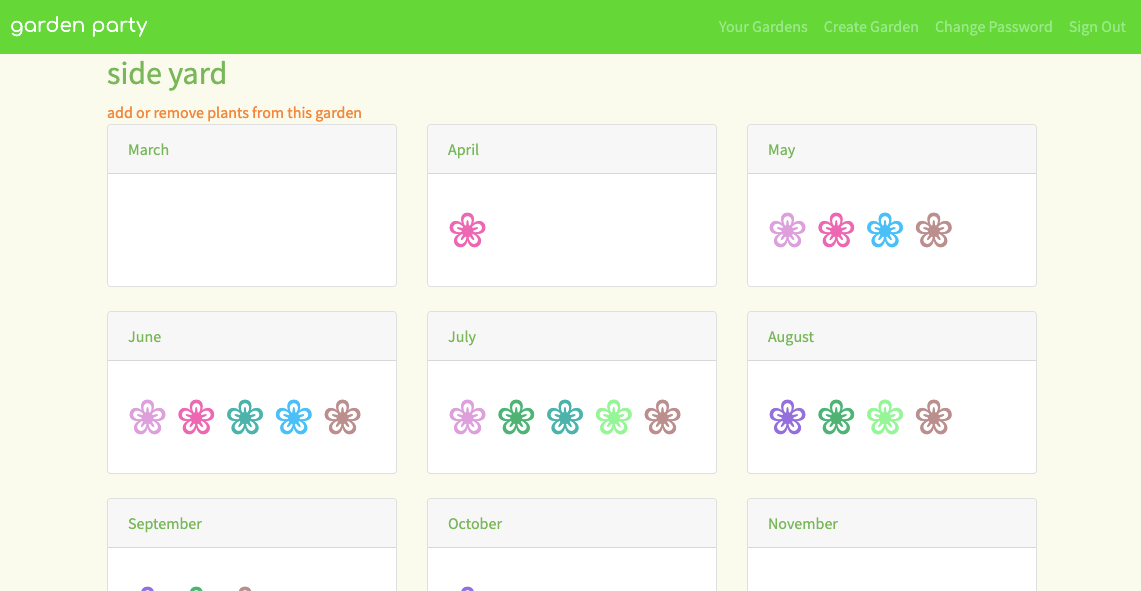 garden party
Your Gardens Create Garden Change Password Sign Out
side yard
add or remove plants from this garden
March
April
May
June
July
August
September
October
November